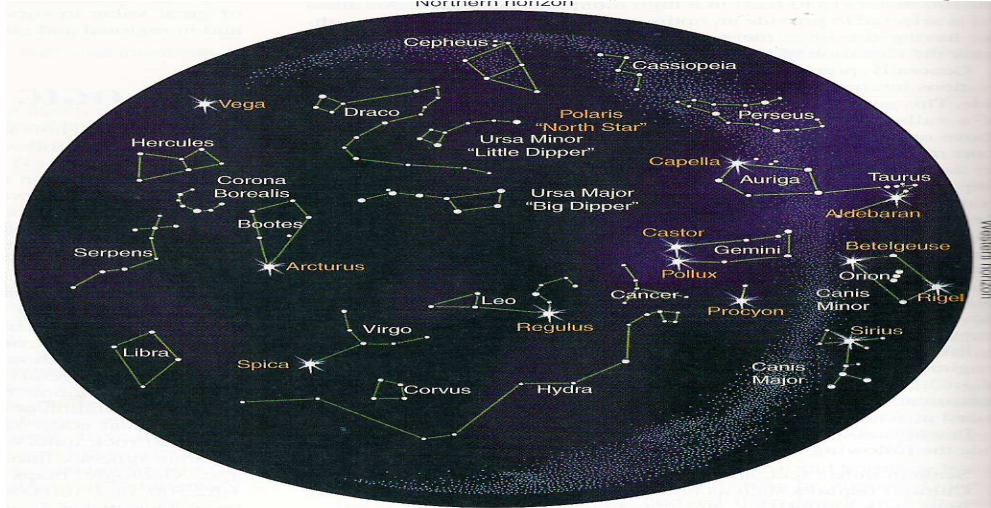 Northern horizon
Cepheus
Cassiopeia
Vega
Draco
Polaris
"North Star"
Perseus
Ursa Minor
"Little Dipper"
Hercules
Capella
Corona
Borealis
Auriga
Taurus
Ursa Major
"Big Dipper"
Aldebaran
Bootes
Serpens
Castor
Gemini
Betelgeuse
Arcturus
Pollux
Orion
Western horizon
Leo
Cancer
Canis
Minor
Rigel
Procyon
Virgo
Regulus
Sirius
Libra
Spica
Canis
Major
Corvus
Hydra